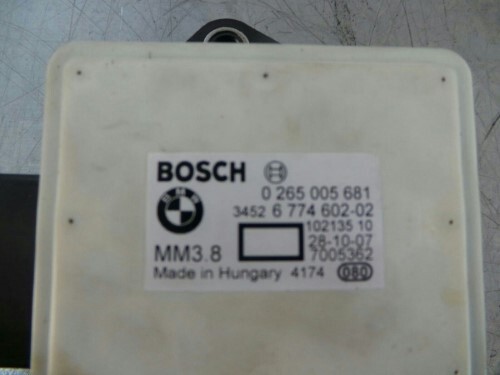 BOSCH
0 265 005 681
BMW
3452 6 774 602-02
102135 10
28-10-07
MM3.8 7005362
Made in Hungary 4174 080